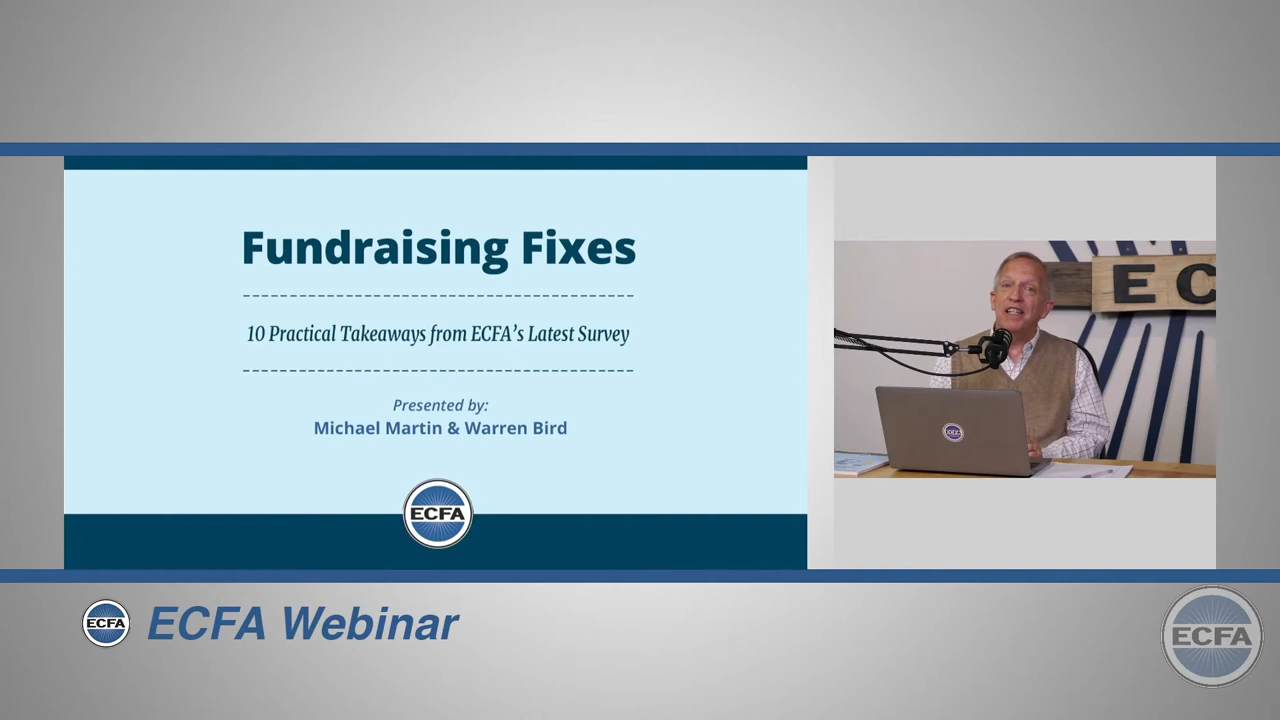 Fundraising Fixes
10 Practical Takeaways from ECFA's Latest Survey
Presented by:
Michael Martin & Warren Bird
ECFA
EC
ECFA Webinar
ECFA
ECFA